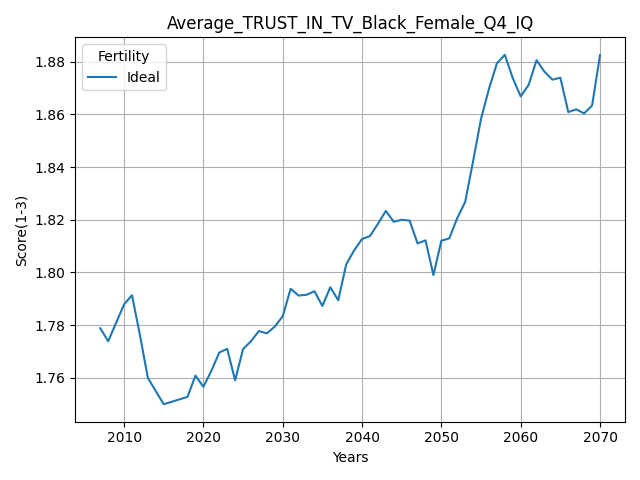 Average_TRUST_IN_TV_Black_Female_Q4_IQ
Fertility
Ideal
Score(1-3)
1.88
1.86
1.84
1.82
1.80
1.78
1.76
2010 2020 2030 2040 2050 2060 2070
Years